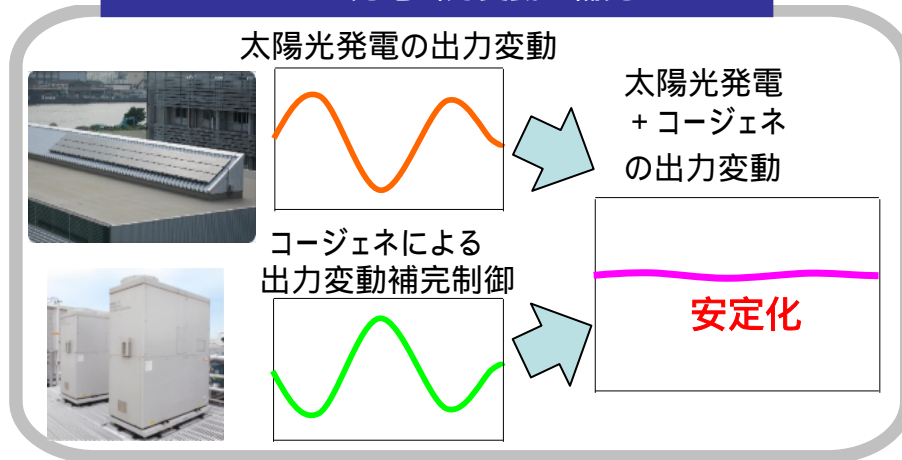 太陽光発電の出力変動
太陽光発電
+ コージェネ
の出力変動
コージェネによる
出力変動補完制御
安定化